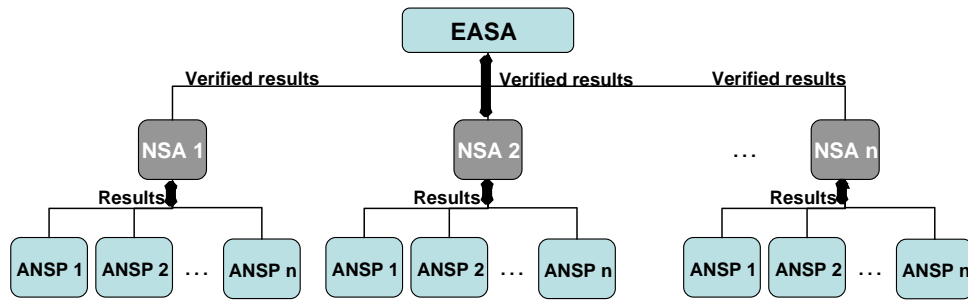 EASA
Verified results Verified results Verified results
NSA 1 NSA 2 ... NSA n
Results Results Results
ANSP 1 ANSP 2 ... ANSP n ANSP 1 ANSP 2 ... ANSP n ANSP 1 ANSP 2 ... ANSP n